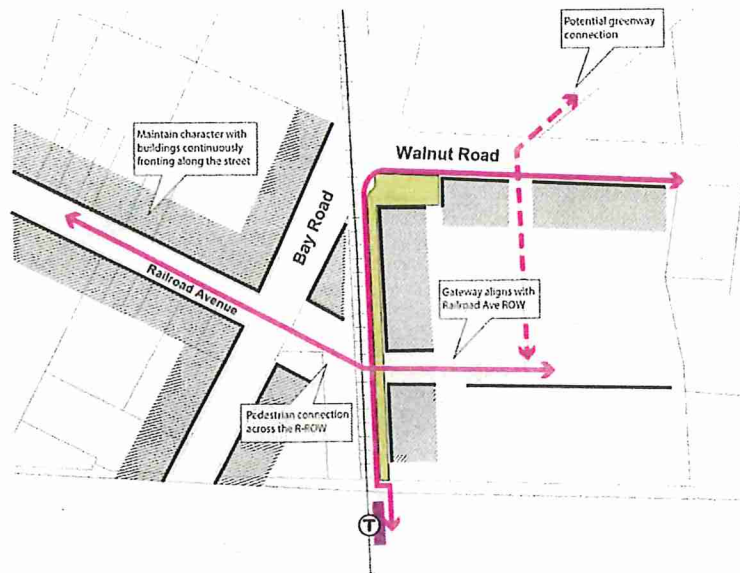 Potential greenway
connection
Maintain character with
buildings continuously
fronting along the street
Walnut Road
Bay Road
Railroad Avenue
Gateway aligns with
Railroad Ave ROW
Pedestrian connection
across the R-ROW
T